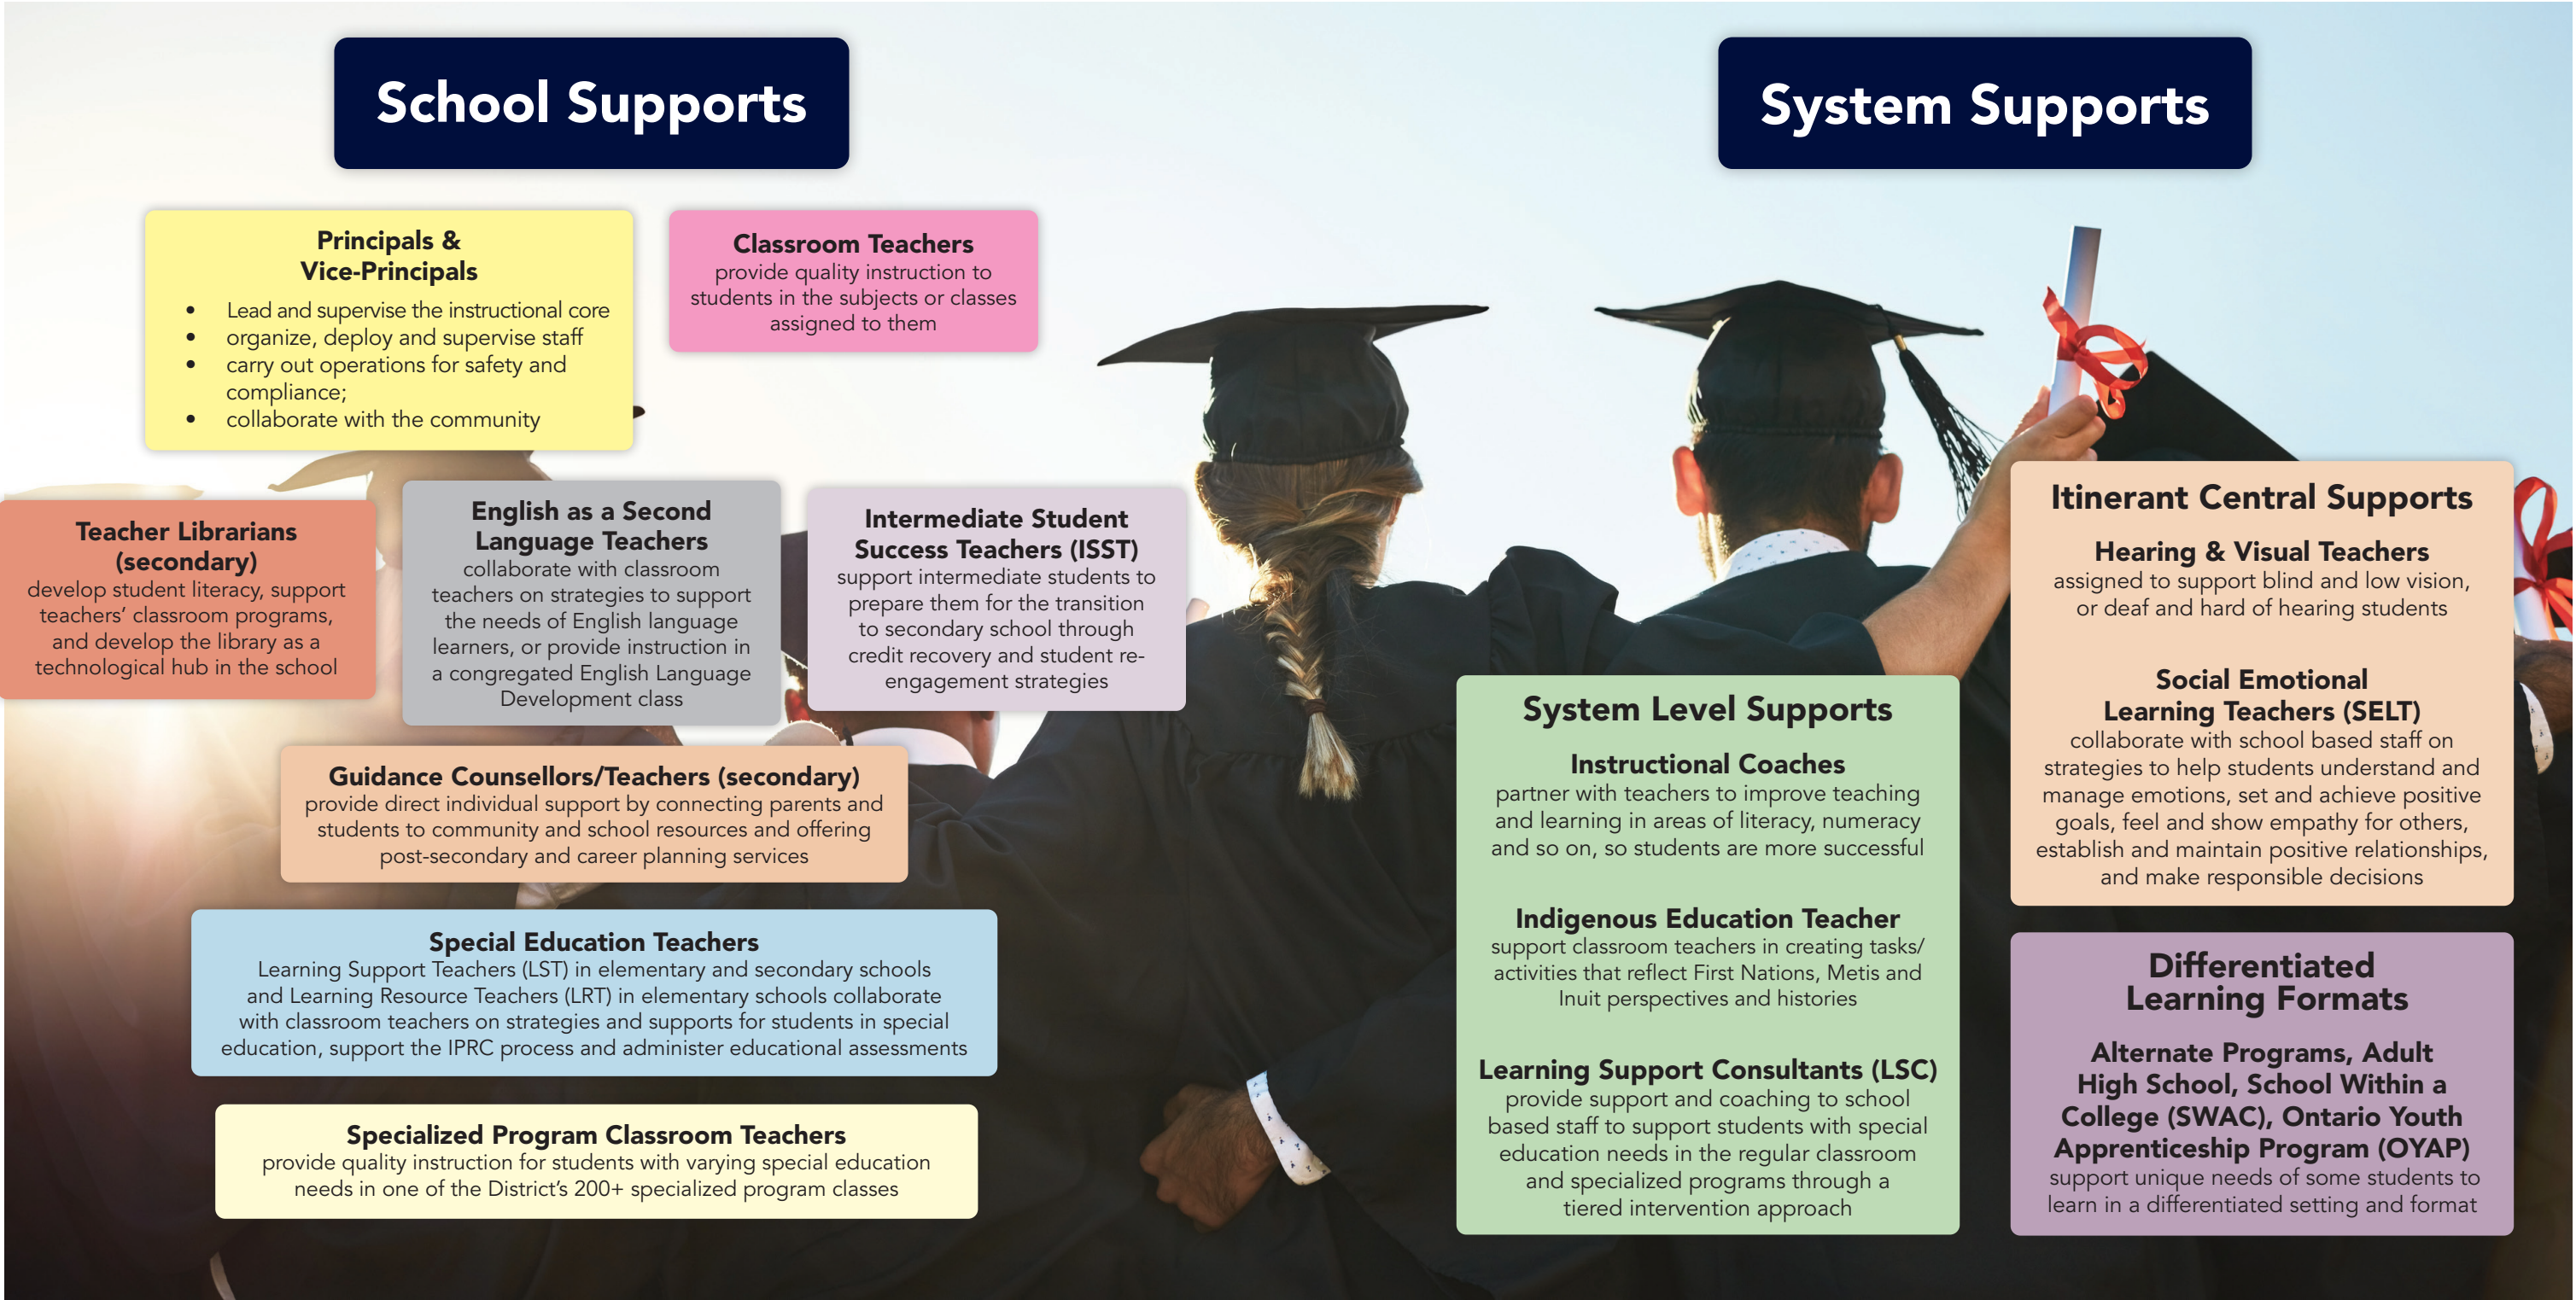 School Supports
System Supports
Principals &
Vice-Principals
• Lead and supervise the instructional core
• organize, deploy and supervise staff
• carry out operations for safety and
compliance;
• collaborate with the community
Classroom Teachers
provide quality instruction to
students in the subjects or classes
assigned to them
Teacher Librarians
(secondary)
develop student literacy, support
teachers’ classroom programs,
and develop the library as a
technological hub in the school
English as a Second
Language Teachers
collaborate with classroom
teachers on strategies to support
the needs of English language
learners, or provide instruction in
a congregated English Language
Development class
Intermediate Student
Success Teachers (ISST)
support intermediate students to
prepare them for the transition
to secondary school through
credit recovery and student re-
engagement strategies
Guidance Counsellors/Teachers (secondary)
provide direct individual support by connecting parents and
students to community and school resources and offering
post-secondary and career planning services
Special Education Teachers
Learning Support Teachers (LST) in elementary and secondary schools
and Learning Resource Teachers (LRT) in elementary schools collaborate
with classroom teachers on strategies and supports for students in special
education, support the IPRC process and administer educational assessments
Specialized Program Classroom Teachers
provide quality instruction for students with varying special education
needs in one of the District’s 200+ specialized program classes
System Level Supports
Instructional Coaches
partner with teachers to improve teaching
and learning in areas of literacy, numeracy
and so on, so students are more successful
Indigenous Education Teacher
support classroom teachers in creating tasks/
activities that reflect First Nations, Metis and
Inuit perspectives and histories
Learning Support Consultants (LSC)
provide support and coaching to school
based staff to support students with special
education needs in the regular classroom
and specialized programs through a
tiered intervention approach
Itinerant Central Supports
Hearing & Visual Teachers
assigned to support blind and low vision,
or deaf and hard of hearing students
Social Emotional
Learning Teachers (SELT)
collaborate with school based staff on
strategies to help students understand and
manage emotions, set and achieve positive
goals, feel and show empathy for others,
establish and maintain positive relationships,
and make responsible decisions
Differentiated
Learning Formats
Alternate Programs, Adult
High School, School Within a
College (SWAC), Ontario Youth
Apprenticeship Program (OYAP)
support unique needs of some students to
learn in a differentiated setting and format